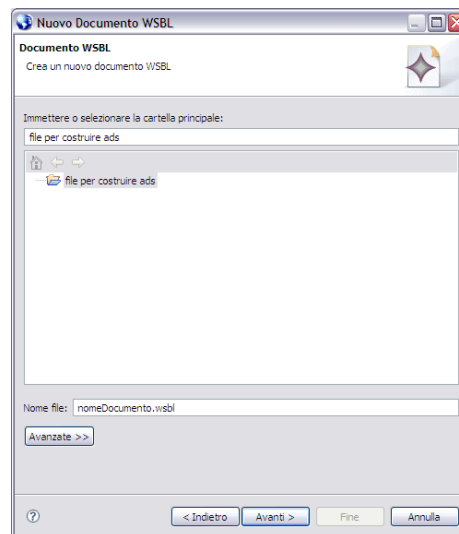 Nuovo Documento WSBL
Documento WSBL
Crea un nuovo documento WSBL
Immettere o selezionare la cartella principale:
file per costruire ads
file per costruire ads
Nome file: nomeDocumento.wsbl
Avanzate >>
? < Indietro Avanti > Fine Annulla